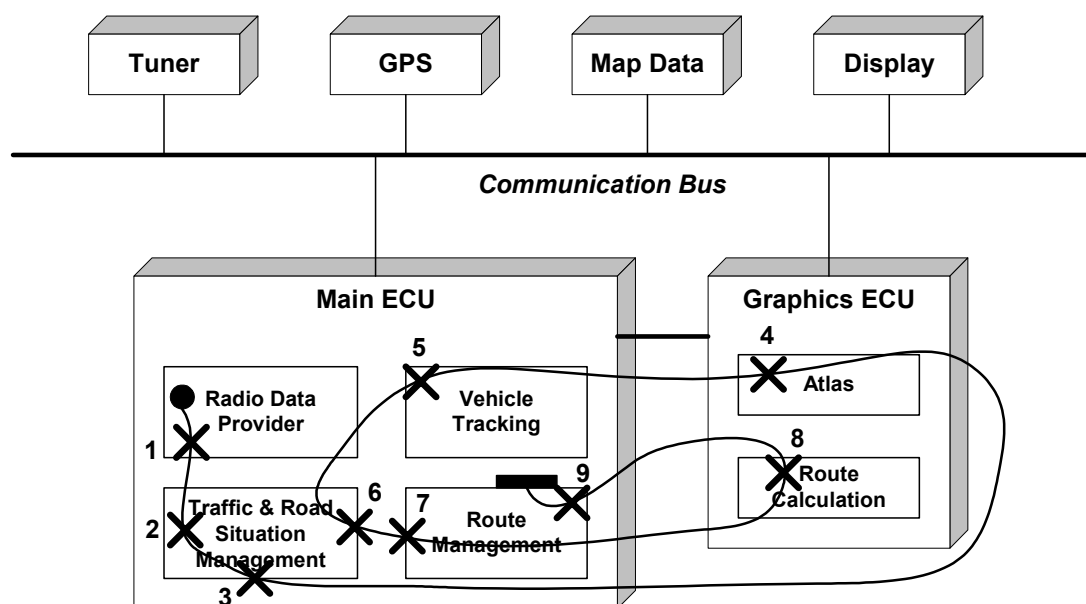 Tuner
GPS
Map Data
Display
Communication Bus
Main ECU
Graphics ECU
5
4
Radio Data
Provider
Vehicle
Tracking
Atlas
1
8
9
6
7
2
Traffic & Road
Situation
Management
Route
Management
Route
Calculation
3